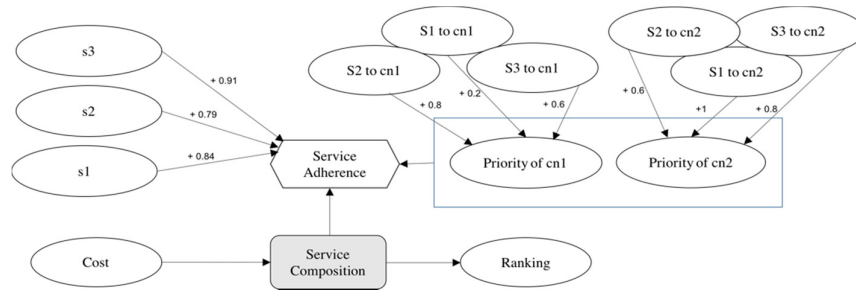 s3
s2
s1
+ 0.91
+ 0.79
+ 0.84
S1 to cn1
S2 to cn1
S3 to cn1
+ 0.8
+ 0.2
+ 0.6
S2 to cn2
S3 to cn2
S1 to cn2
+ 0.6
+1
+ 0.8
Service
Adherence
Priority of cn1
Priority of cn2
Cost
Service
Composition
Ranking